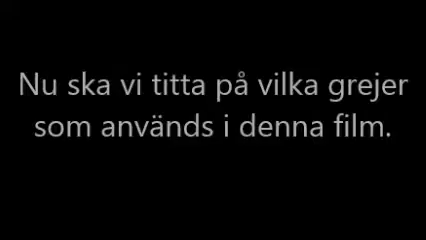 Nu ska vi titta på vilka grejer
som används i denna film.